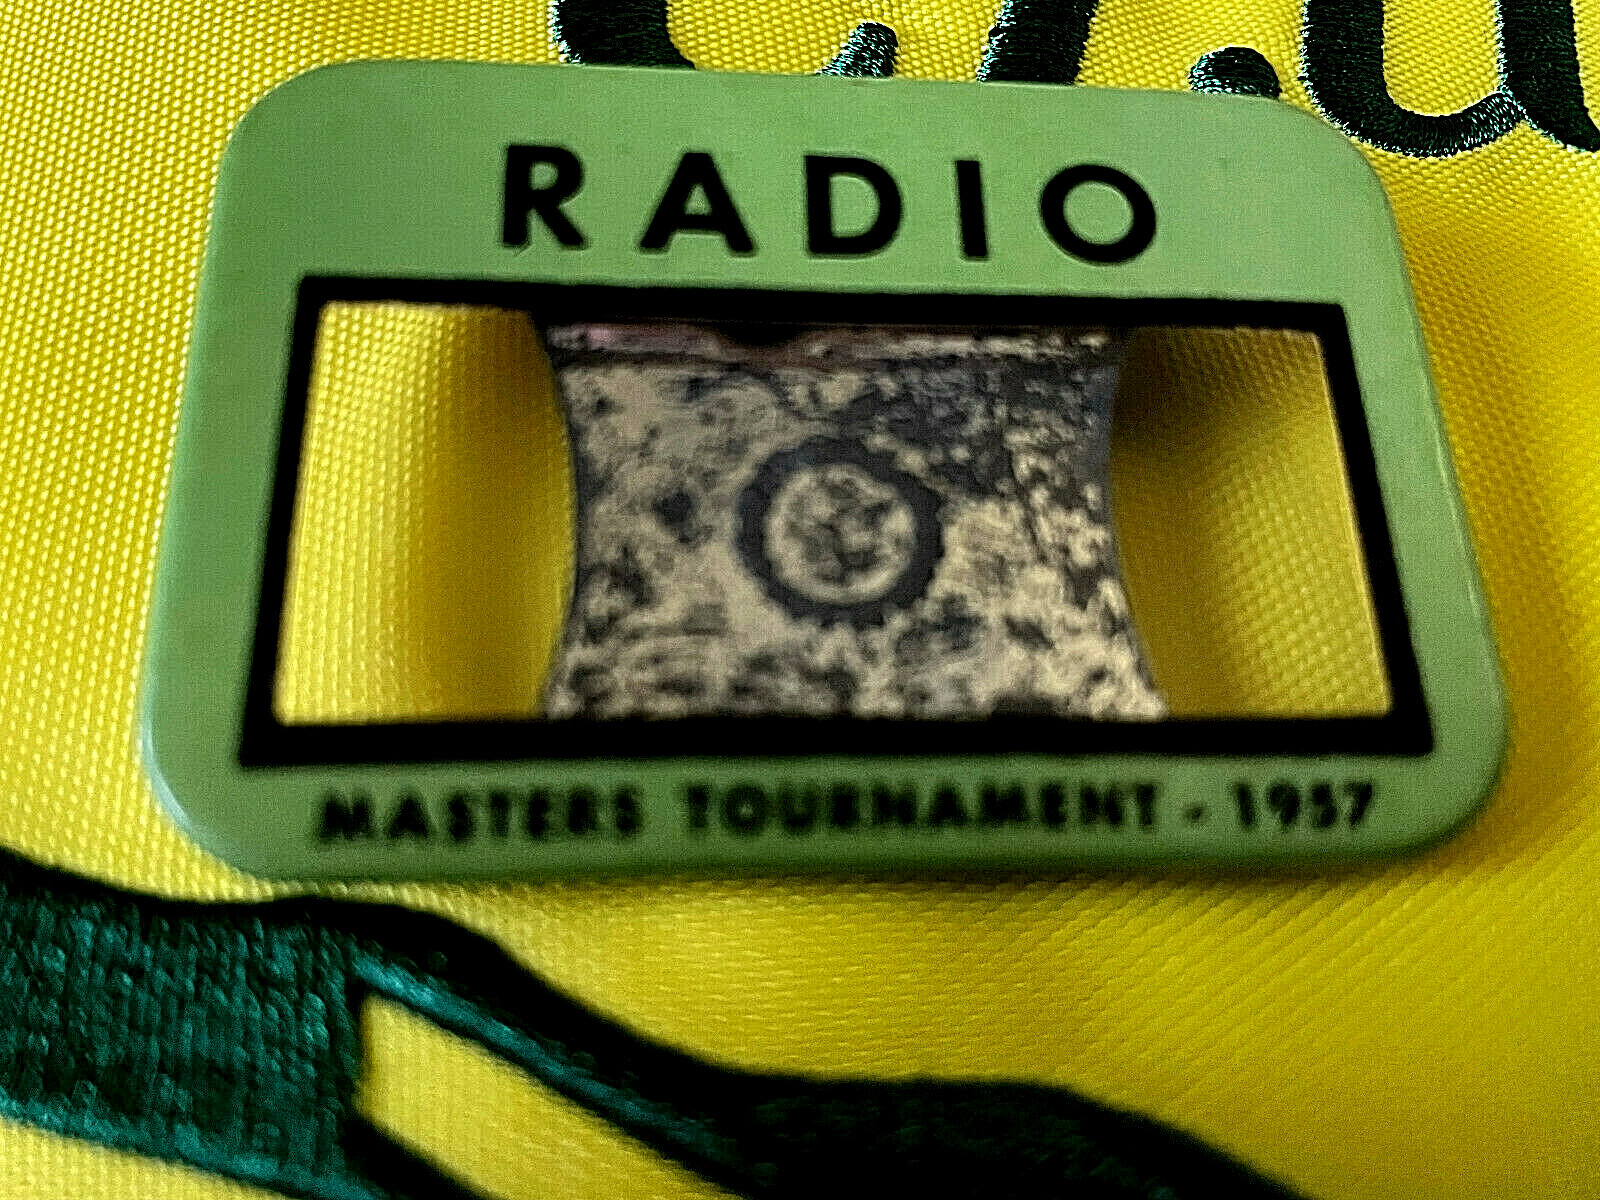 RADIO
MASTERS TOURNAMENT - 1957